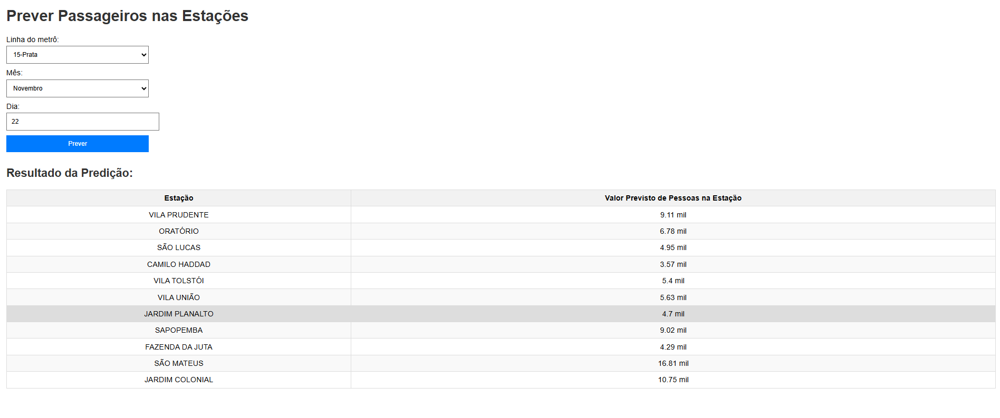 Prever Passageiros nas Estações
Linha do metrô:
15-Prata
Mês:
Novembro
Dia:
22
Prever
Resultado da Predição:
Estação Valor Previsto de Pessoas na Estação
VILA PRUDENTE 9.11 mil
ORATÓRIO 6.78 mil
SÃO LUCAS 4.95 mil
CAMILO HADDAD 3.57 mil
VILA TOLSTÓI 5.4 mil
VILA UNIÃO 5.63 mil
JARDIM PLANALTO 4.7 mil
SAPOPEMBA 9.02 mil
FAZENDA DA JUTA 4.29 mil
SÃO MATEUS 16.81 mil
JARDIM COLONIAL 10.75 mil